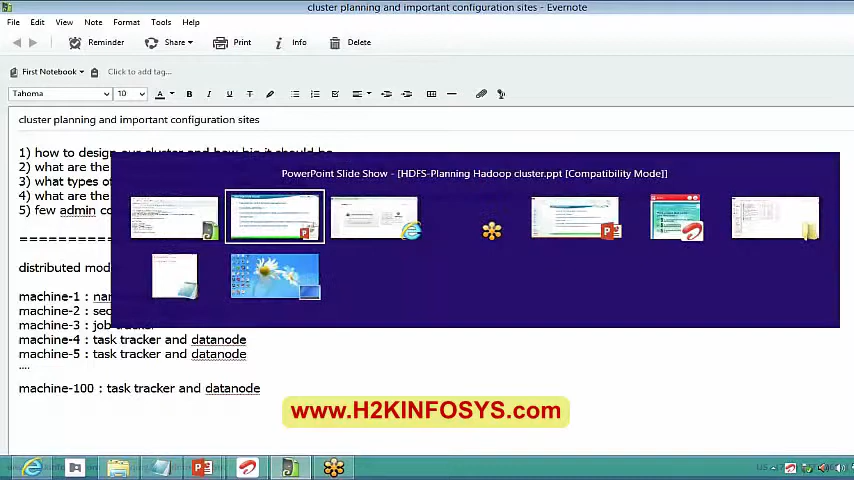 cluster planning and important configuration sites - Evernote
File Edit View Note Format Tools Help
Reminder Share Print Info Delete
First Notebook Click to add tag...
Tahoma 10 A B I U T
cluster planning and important configuration sites
1) how to design our cluster and how big it should be
2) what are the
3) what types of
4) what are the
5) few admin co
PowerPoint Slide Show - [HDFS-Planning Hadoop cluster.ppt [Compatibility Mode]]
distributed mod
machine-1 : nam
machine-2 : sec
machine-3 : job tracker
machine-4 : task tracker and datanode
machine-5 : task tracker and datanode
....
machine-100 : task tracker and datanode
www.H2KINFOSYS.com